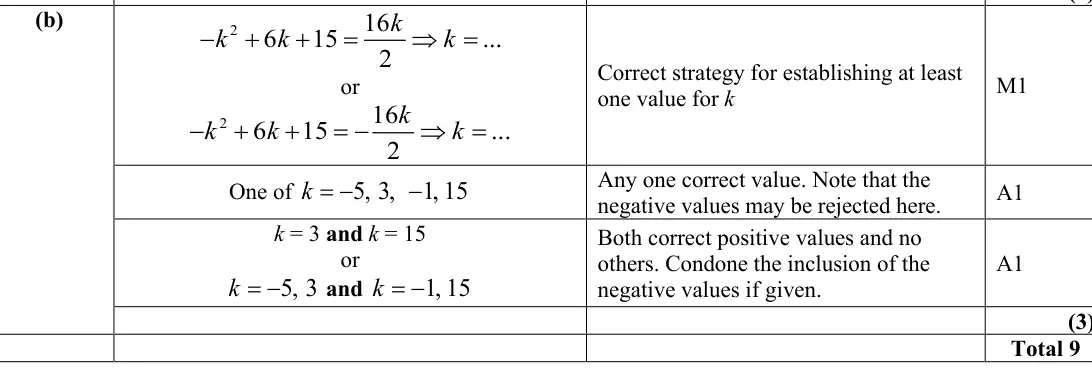 (b)
−k² + 6k + 15 = 16k/2 ⇒ k = ...
or
−k² + 6k + 15 = −16k/2 ⇒ k = ...
Correct strategy for establishing at least
one value for k
M1
One of k = −5, 3, −1, 15
Any one correct value. Note that the
negative values may be rejected here.
A1
k = 3 and k = 15
or
k = −5, 3 and k = −1, 15
Both correct positive values and no
others. Condone the inclusion of the
negative values if given.
A1
(3)
Total 9